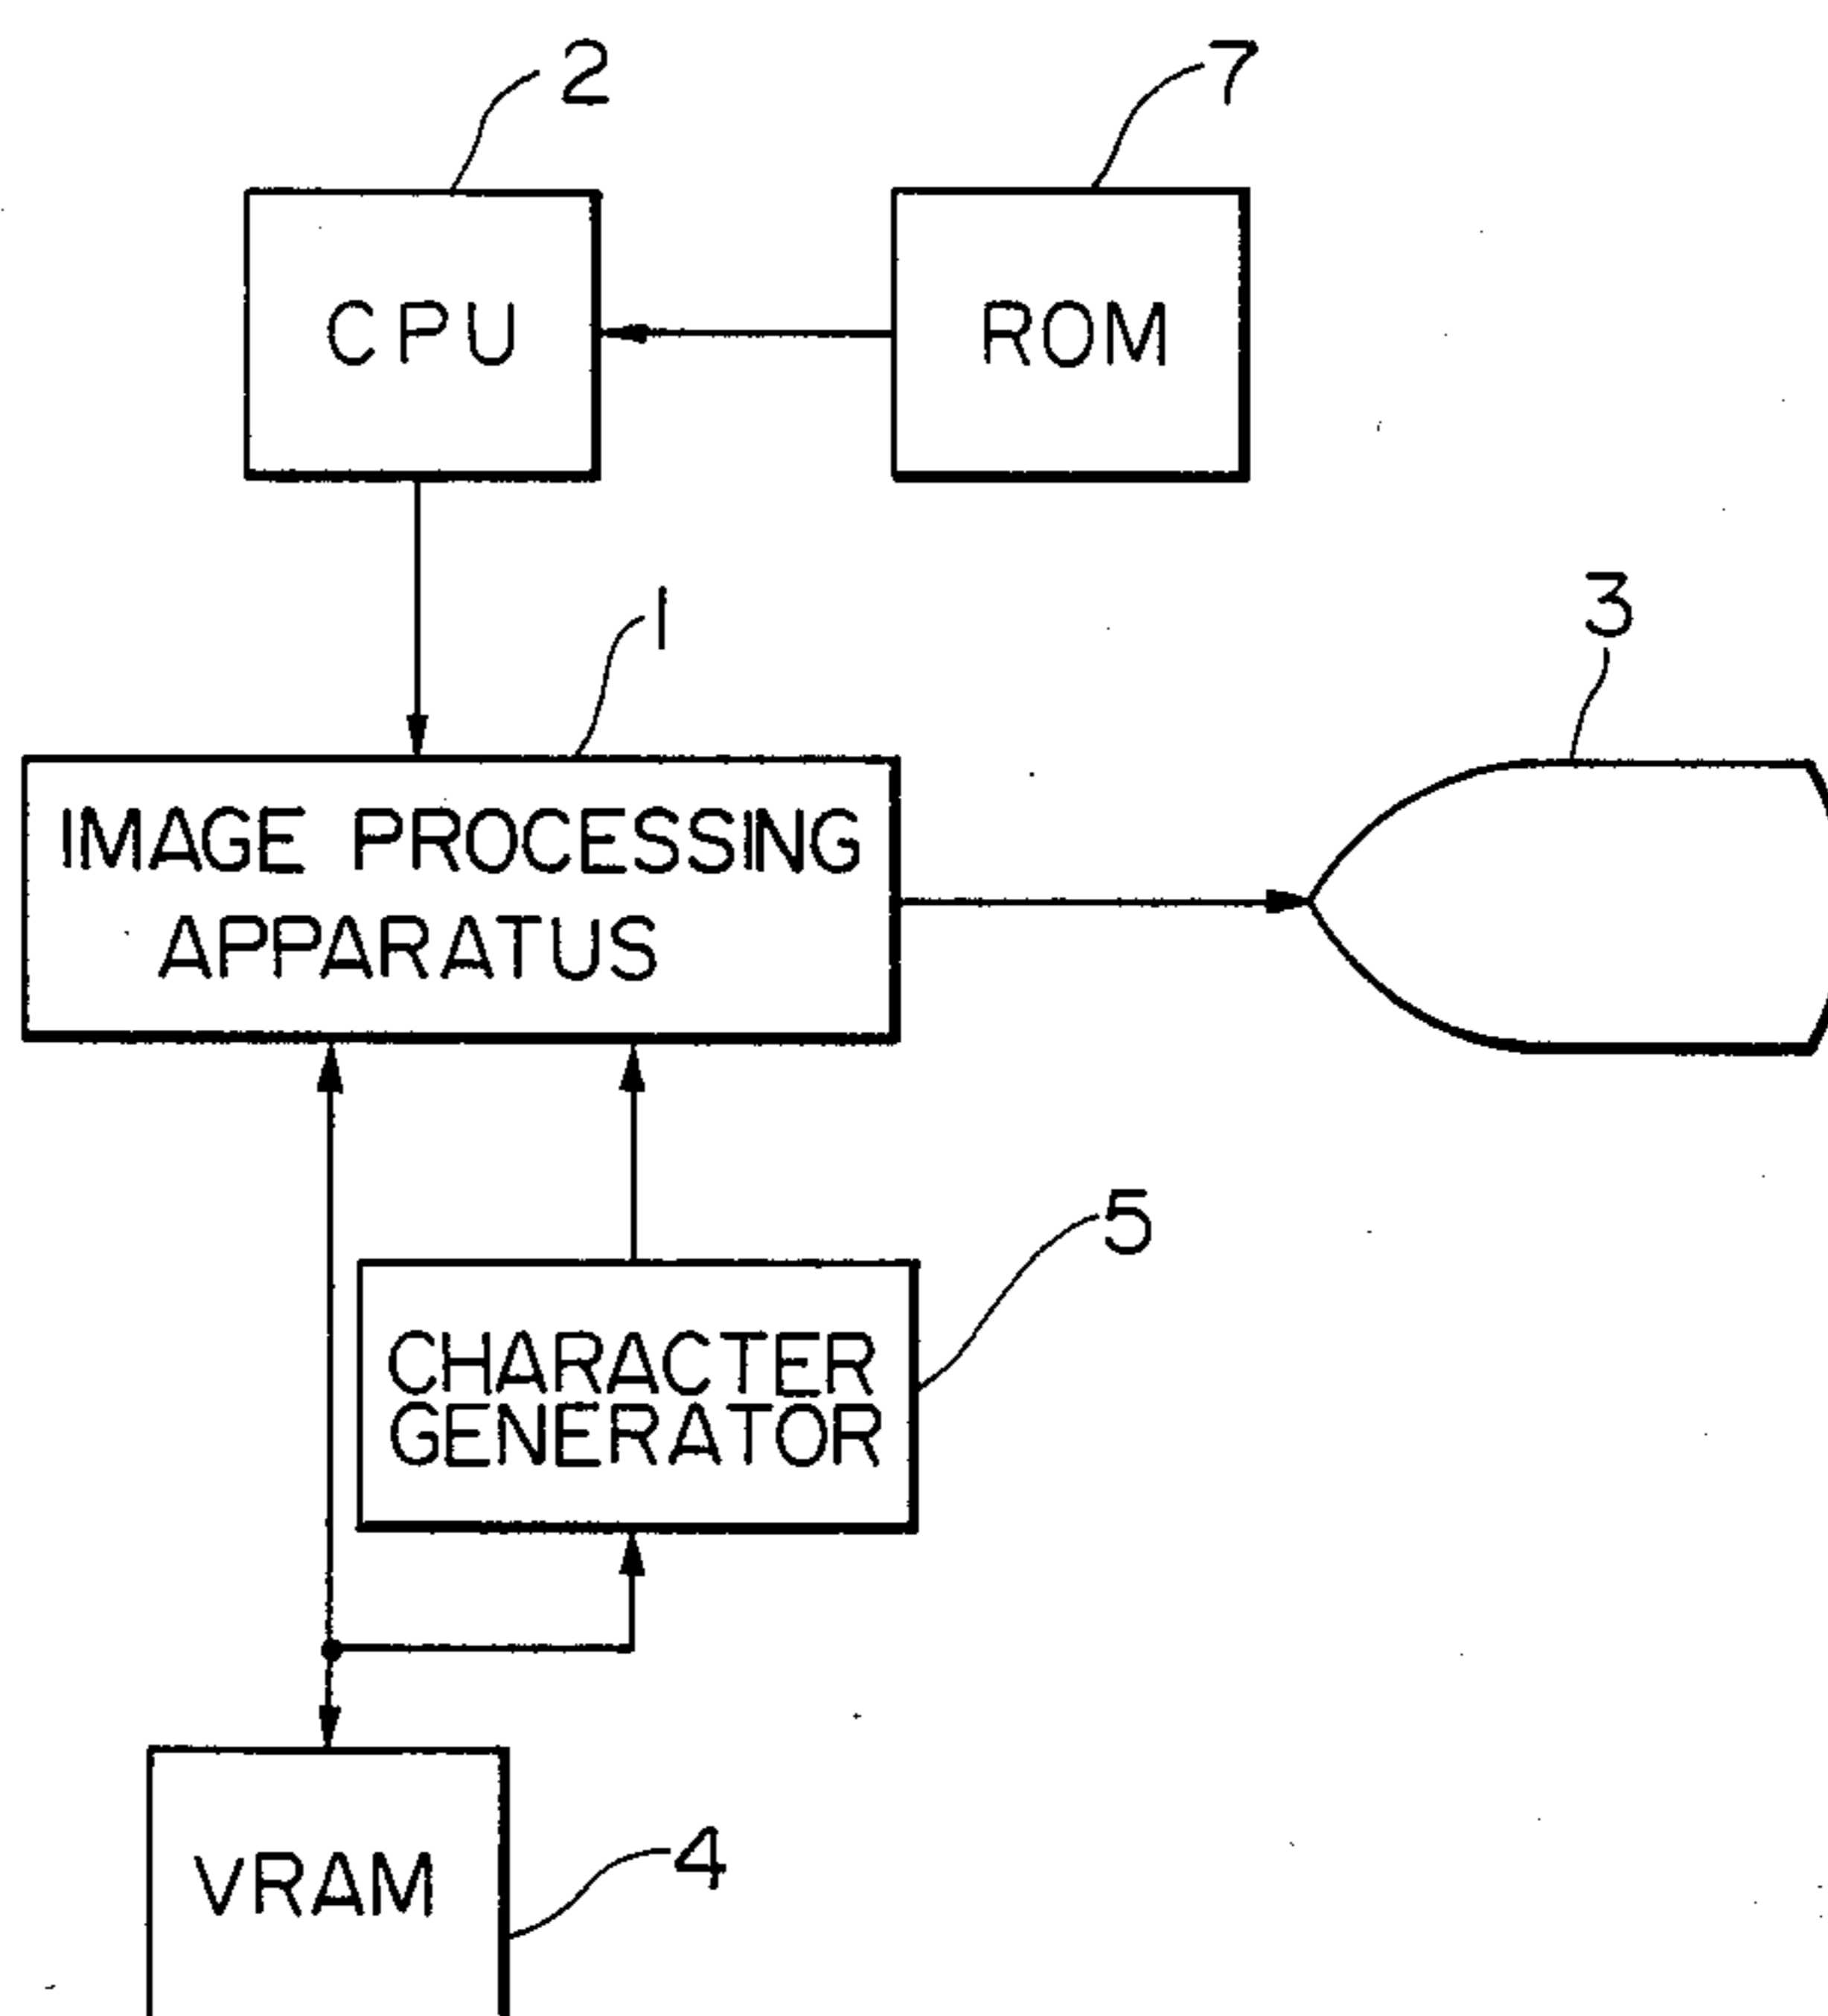 2
7
CPU
ROM
1
3
IMAGE PROCESSING
APPARATUS
5
CHARACTER
GENERATOR
4
VRAM